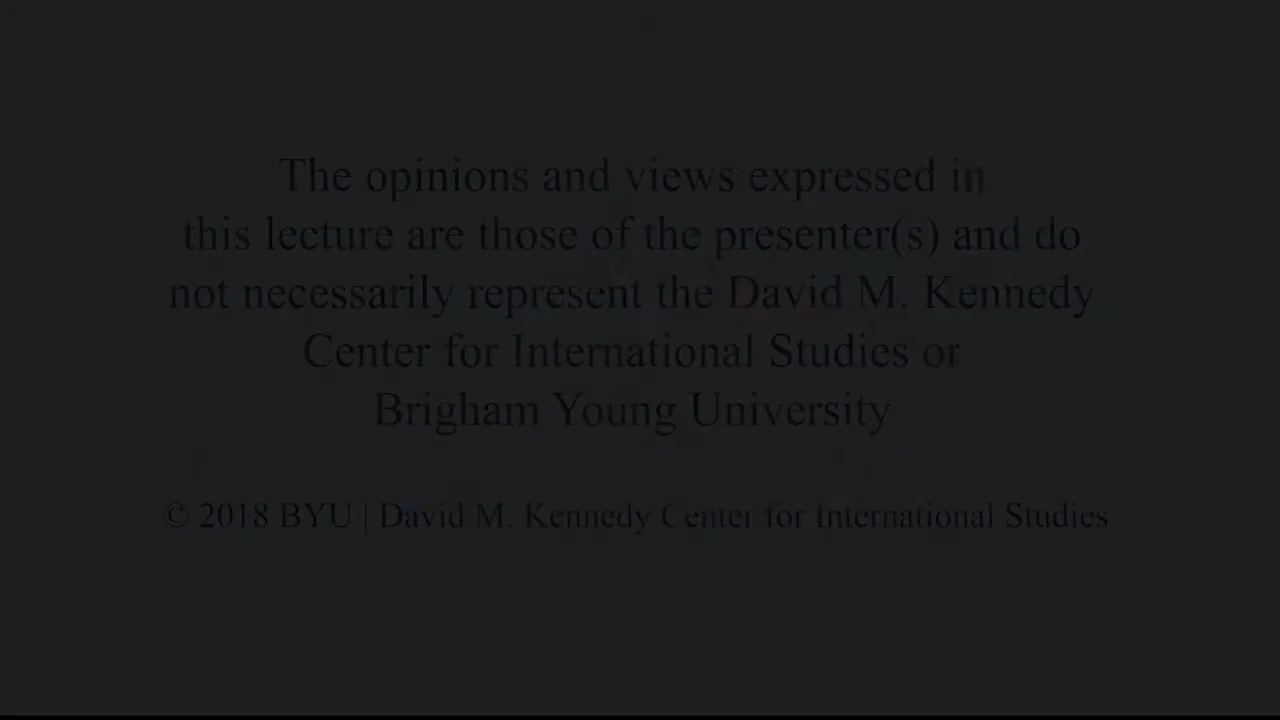 The opinions and views expressed in
this lecture are those of the presenter(s) and do
not necessarily represent the David M. Kennedy
Center for International Studies or
Brigham Young University
© 2018 BYU | David M. Kennedy Center for International Studies